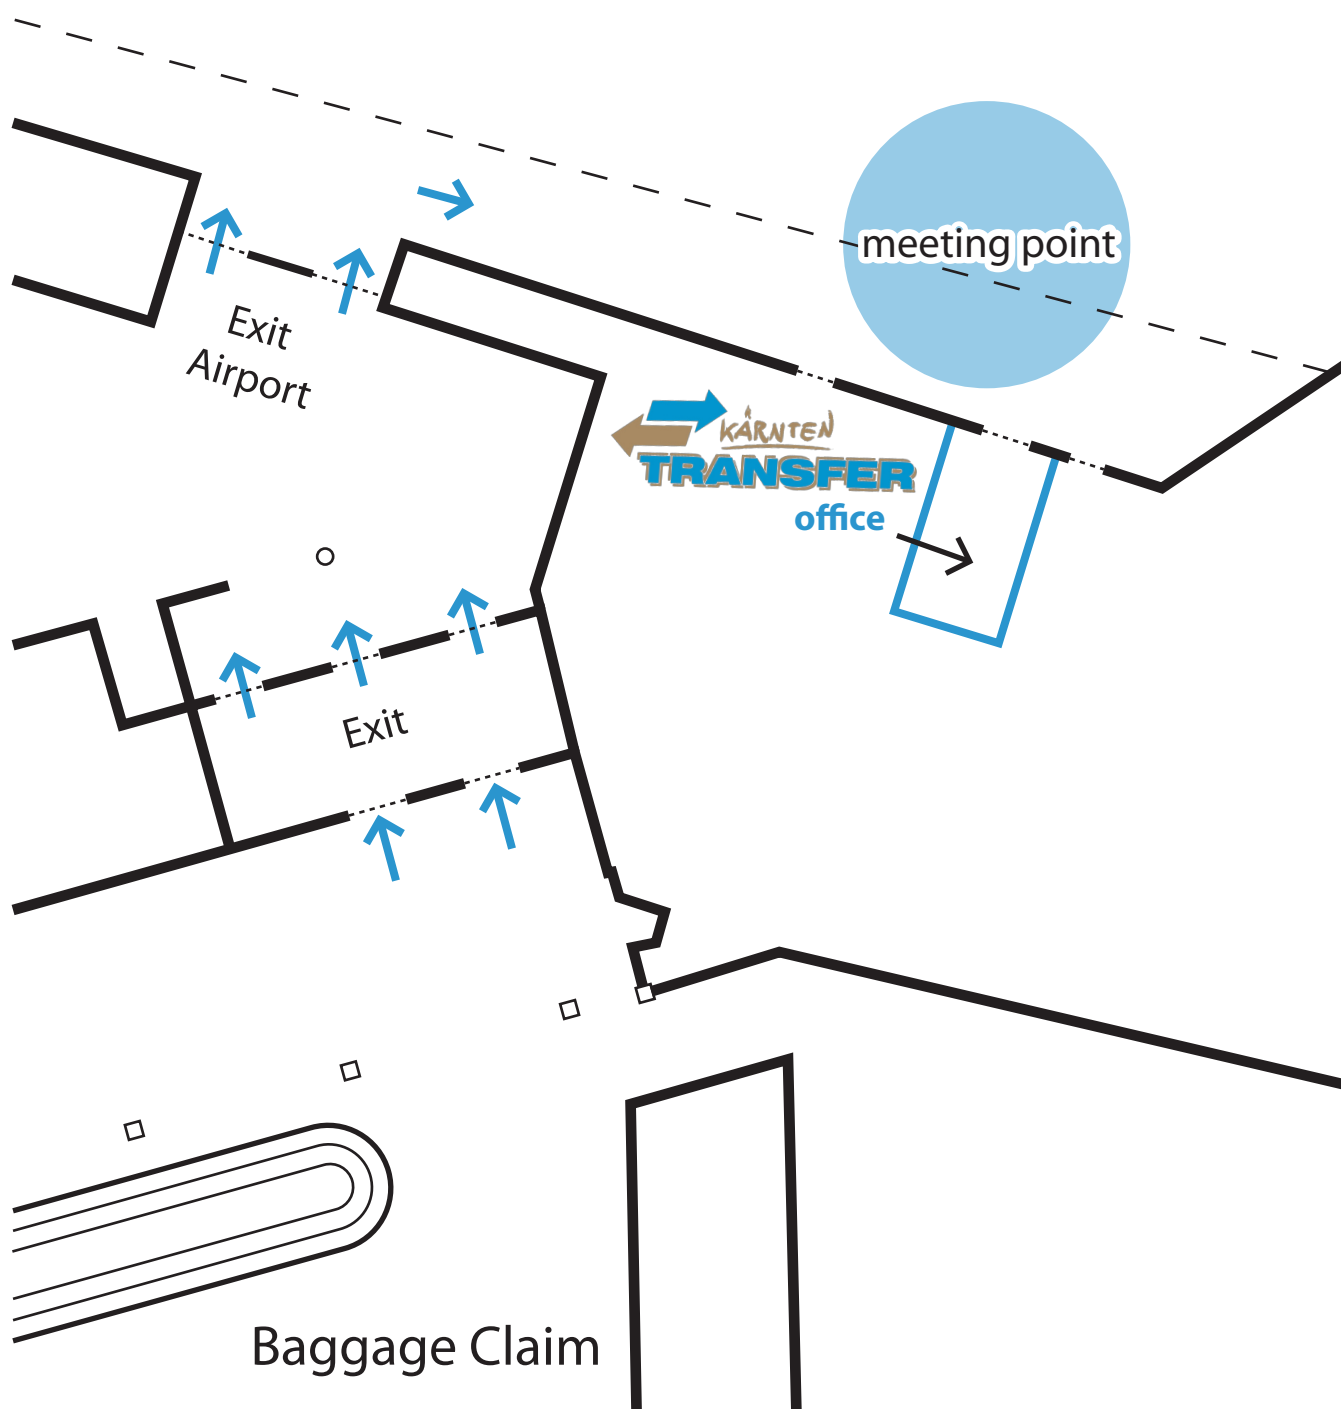 meeting point
Exit
Airport
KÄRNTEN
TRANSFER
office
Exit
Baggage Claim